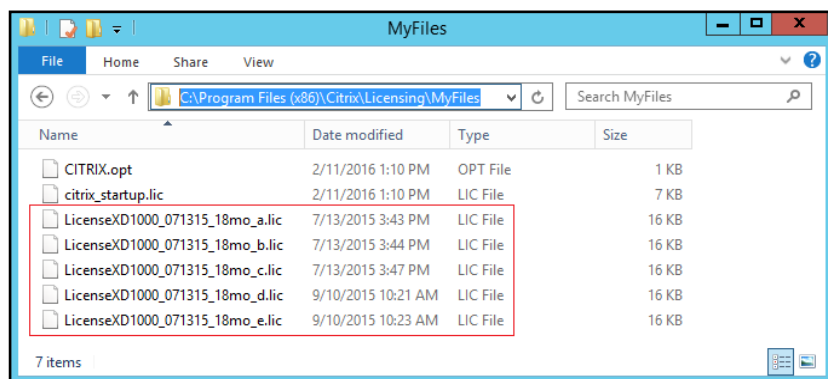 MyFiles
File Home Share View
C:\Program Files (x86)\Citrix\Licensing\MyFiles Search MyFiles
Name Date modified Type Size
CITRIX.opt 2/11/2016 1:10 PM OPT File 1 KB
citrix_startup.lic 2/11/2016 1:10 PM LIC File 7 KB
LicenseXD1000_071315_18mo_a.lic 7/13/2015 3:43 PM LIC File 16 KB
LicenseXD1000_071315_18mo_b.lic 7/13/2015 3:44 PM LIC File 16 KB
LicenseXD1000_071315_18mo_c.lic 7/13/2015 3:47 PM LIC File 16 KB
LicenseXD1000_071315_18mo_d.lic 9/10/2015 10:21 AM LIC File 16 KB
LicenseXD1000_071315_18mo_e.lic 9/10/2015 10:23 AM LIC File 16 KB
7 items